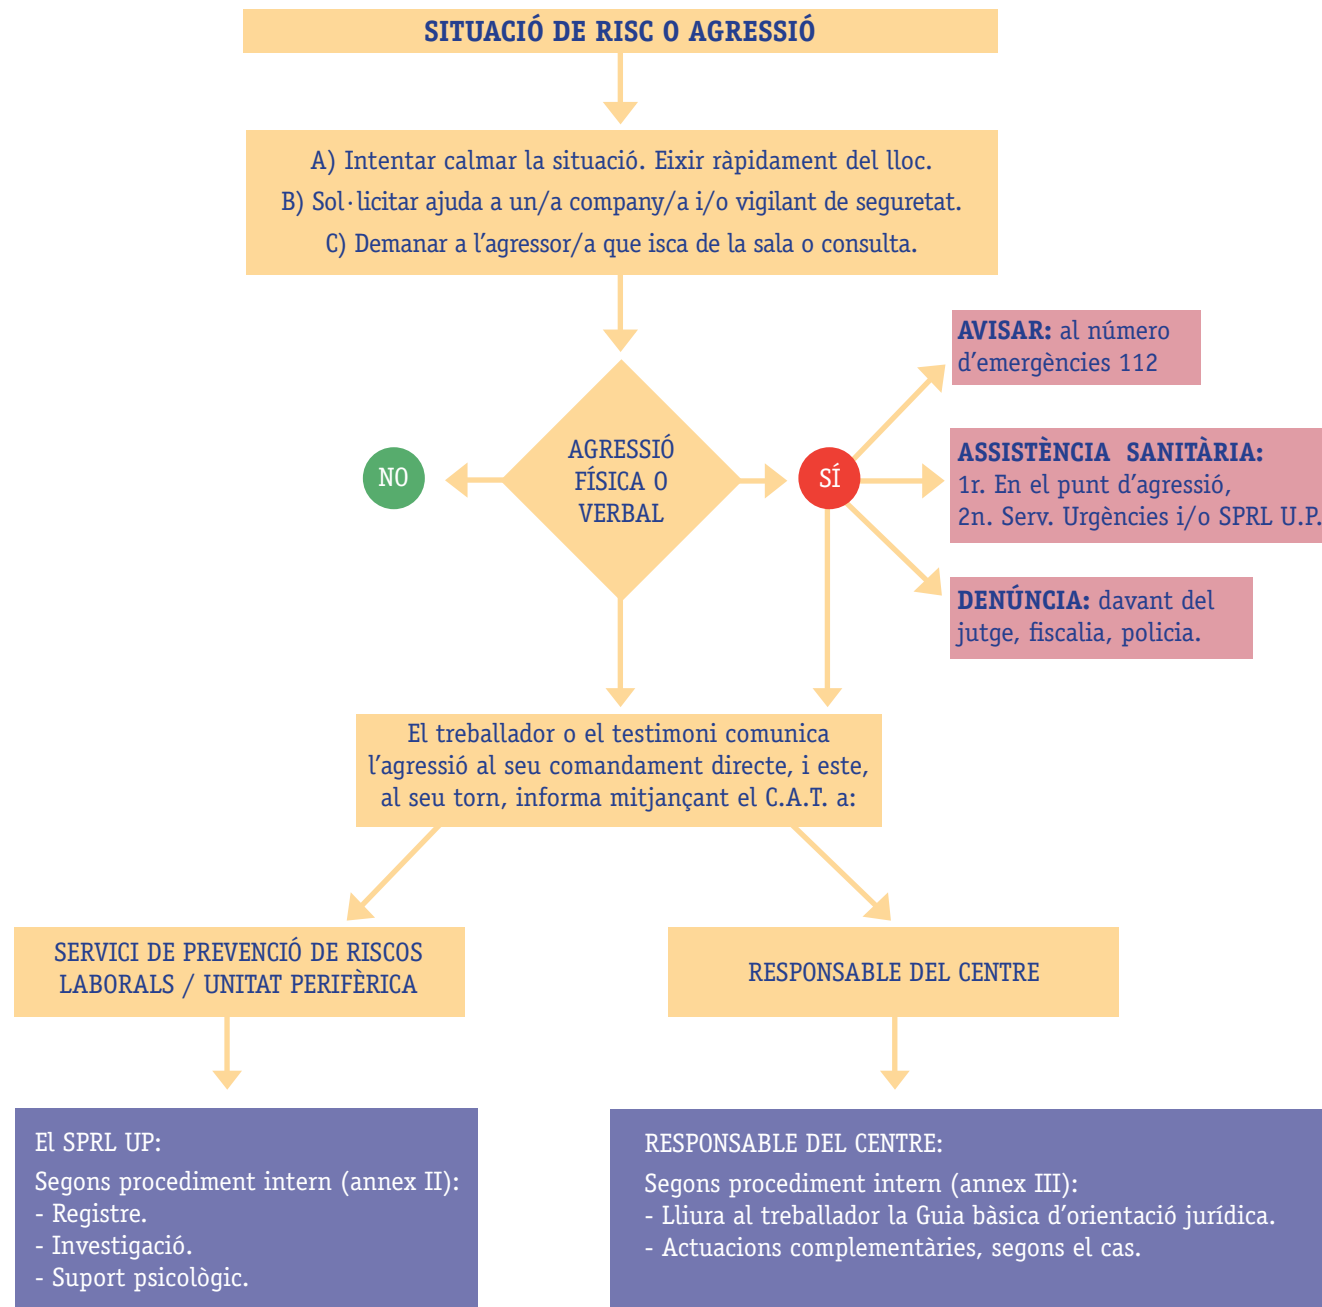 SITUACIÓ DE RISC O AGRESSIÓ
A) Intentar calmar la situació. Eixir ràpidament del lloc.
B) Sol·licitar ajuda a un/a company/a i/o vigilant de seguretat.
C) Demanar a l'agressor/a que isca de la sala o consulta.
AVISAR: al número
d'emergències 112
AGRESSIÓ
FÍSICA O
VERBAL
NO
SÍ
ASSISTÈNCIA SANITÀRIA:
1r. En el punt d'agressió,
2n. Serv. Urgències i/o SPRL U.P.
DENÚNCIA: davant del
jutge, fiscalia, policia.
El treballador o el testimoni comunica
l'agressió al seu comandament directe, i este,
al seu torn, informa mitjançant el C.A.T. a:
SERVICI DE PREVENCIÓ DE RISCOS
LABORALS / UNITAT PERIFÈRICA
RESPONSABLE DEL CENTRE
El SPRL UP:
Segons procediment intern (annex II):
- Registre.
- Investigació.
- Suport psicològic.
RESPONSABLE DEL CENTRE:
Segons procediment intern (annex III):
- Lliura al treballador la Guia bàsica d'orientació jurídica.
- Actuacions complementàries, segons el cas.